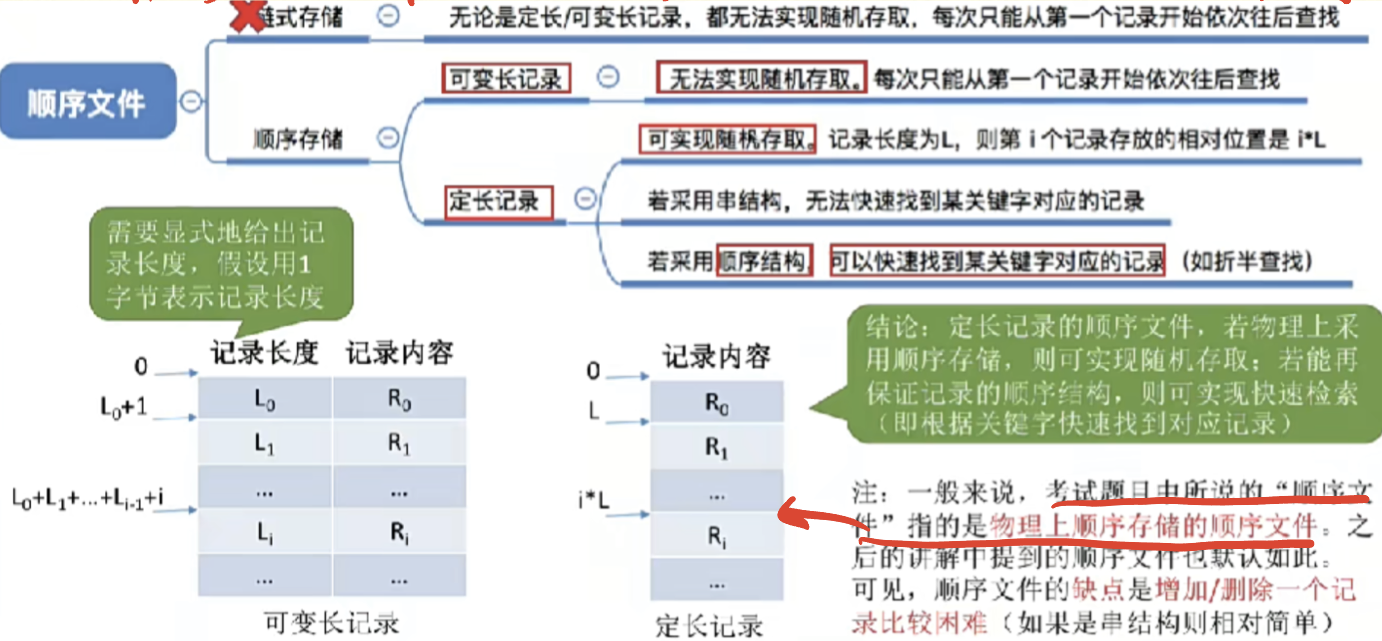 链式存储
无论是定长/可变长记录，都无法实现随机存取，每次只能从第一个记录开始依次往后查找
顺序文件
可变长记录
无法实现随机存取。每次只能从第一个记录开始依次往后查找
顺序存储
可实现随机存取。记录长度为L，则第 i 个记录存放的相对位置是 i*L
定长记录
若采用串结构，无法快速找到某关键字对应的记录
若采用顺序结构，可以快速找到某关键字对应的记录（如折半查找）
需要显式地给出记
录长度，假设用1
字节表示记录长度
记录长度 记录内容
0
L₀ R₀
L₀+1
L₁ R₁
... ...
L₀+L₁+...+Lᵢ₋₁+i
Lᵢ Rᵢ
... ...
可变长记录
记录内容
0
R₀
L
R₁
...
i*L
Rᵢ
...
定长记录
结论：定长记录的顺序文件，若物理上采
用顺序存储，则可实现随机存取；若能再
保证记录的顺序结构，则可实现快速检索
（即根据关键字快速找到对应记录）
注：一般来说，考试题目中所说的“顺序文
件”指的是物理上顺序存储的顺序文件。之
后的讲解中提到的顺序文件也默认如此。
可见，顺序文件的缺点是增加/删除一个记
录比较困难（如果是串结构则相对简单）